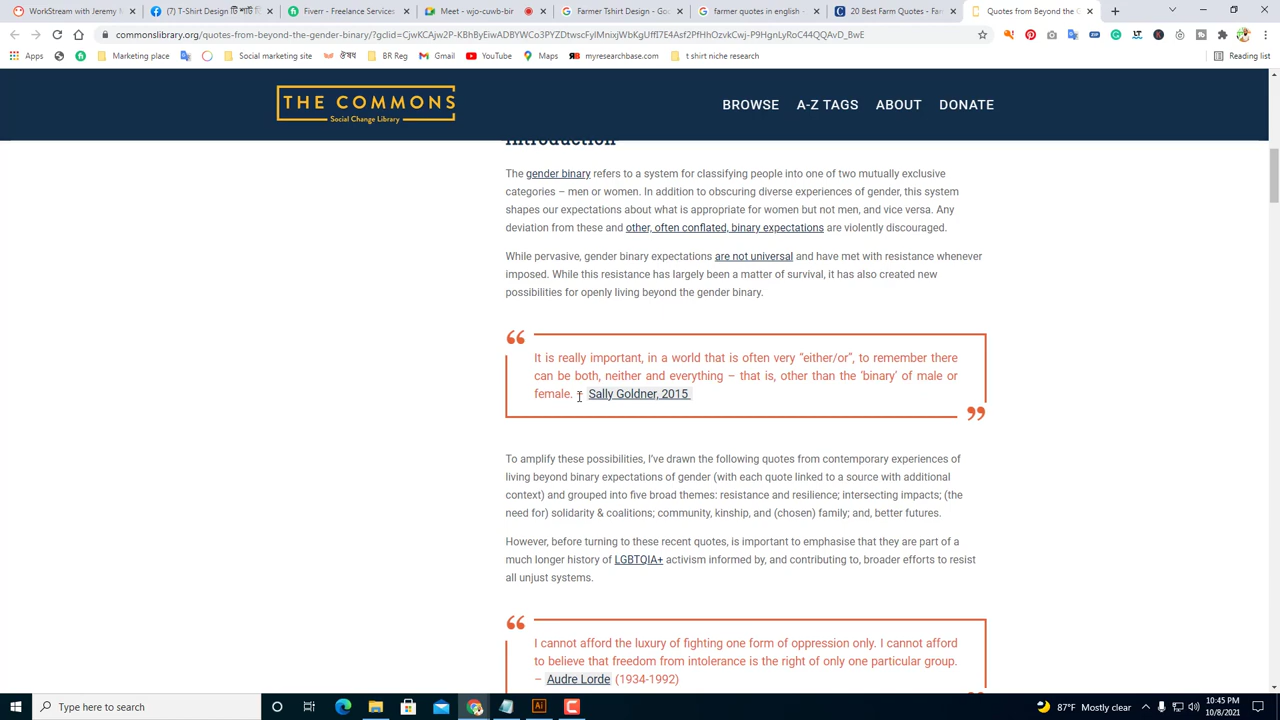 WorkStream with Jeremy M
(7) T-Shirt Design ডিজাইন
Fiverr - Seller Community
Meet - wjo-cuwb-bir
Farmer Tshirt Design - Goo
farmer quotes in english -
20 Best Farm Quotes - Far
Quotes from Beyond the G
commonslibrary.org/quotes-from-beyond-the-gender-binary/?gclid=CjwKCAjw2P-KBhByEiwADBYWCo3PYZDtwscFylMnixjWbKgUffI7E4Asf2PfHhOzvkCwj-P9HgnLyRoC44QQAvD_BwE
Apps
Marketing place
Social marketing site
ঔষধ
BR Reg
Gmail
YouTube
Maps
myresearchbase.com
t shirt niche research
Reading list
THE COMMONS
Social Change Library
BROWSE
A-Z TAGS
ABOUT
DONATE
Introduction
The gender binary refers to a system for classifying people into one of two mutually exclusive
categories – men or women. In addition to obscuring diverse experiences of gender, this system
shapes our expectations about what is appropriate for women but not men, and vice versa. Any
deviation from these and other, often conflated, binary expectations are violently discouraged.
While pervasive, gender binary expectations are not universal and have met with resistance whenever
imposed. While this resistance has largely been a matter of survival, it has also created new
possibilities for openly living beyond the gender binary.
It is really important, in a world that is often very “either/or”, to remember there
can be both, neither and everything – that is, other than the ‘binary’ of male or
female. Sally Goldner, 2015
To amplify these possibilities, I’ve drawn the following quotes from contemporary experiences of
living beyond binary expectations of gender (with each quote linked to a source with additional
context) and grouped into five broad themes: resistance and resilience; intersecting impacts; (the
need for) solidarity & coalitions; community, kinship, and (chosen) family; and, better futures.
However, before turning to these recent quotes, is important to emphasise that they are part of a
much longer history of LGBTQIA+ activism informed by, and contributing to, broader efforts to resist
all unjust systems.
I cannot afford the luxury of fighting one form of oppression only. I cannot afford
to believe that freedom from intolerance is the right of only one particular group.
– Audre Lorde (1934-1992)
Type here to search
87°F Mostly clear
10:45 PM
10/8/2021